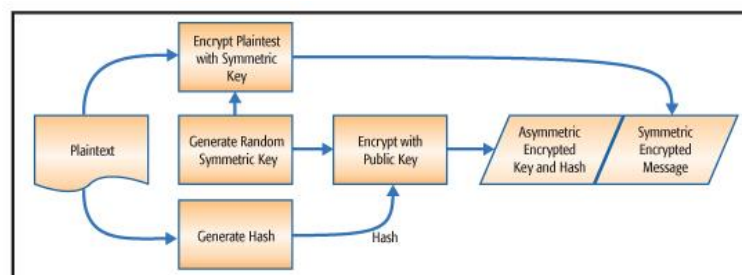 Encrypt Plaintest
with Symmetric
Key
Plaintext
Generate Random
Symmetric Key
Encrypt with
Public Key
Asymmetric
Encrypted
Key and Hash
Symmetric
Encrypted
Message
Generate Hash
Hash